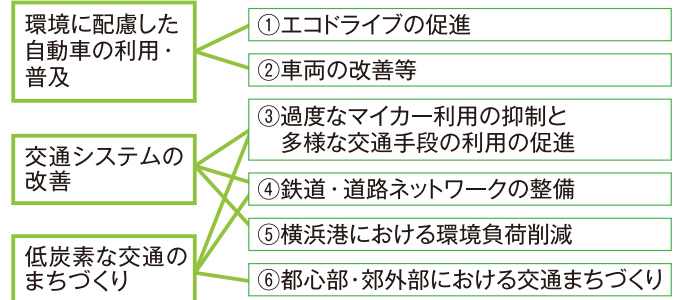 環境に配慮した
自動車の利用・
普及
①エコドライブの促進
②車両の改善等
交通システムの
改善
③過度なマイカー利用の抑制と
多様な交通手段の利用の促進
④鉄道・道路ネットワークの整備
⑤横浜港における環境負荷削減
低炭素な交通の
まちづくり
⑥都心部・郊外部における交通まちづくり